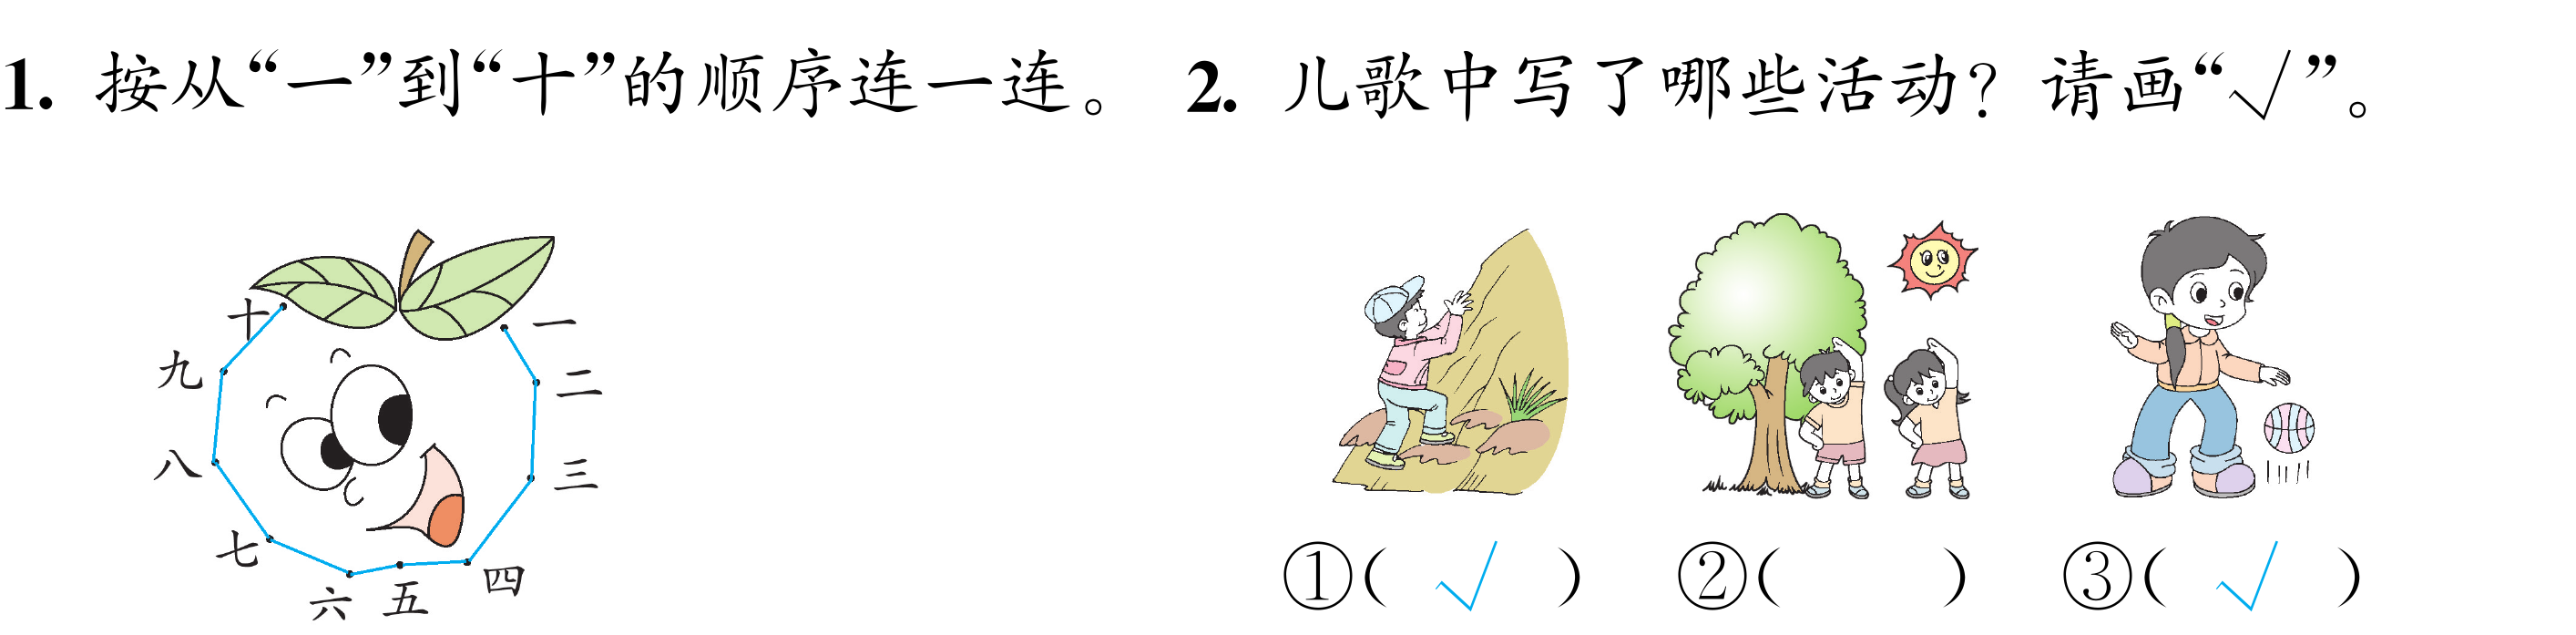 1. 按从“一”到“十”的顺序连一连。
2. 儿歌中写了哪些活动？请画“√”。
十
一
九
二
八
三
七
四
六
五
①( √ ) ②( ) ③( √ )